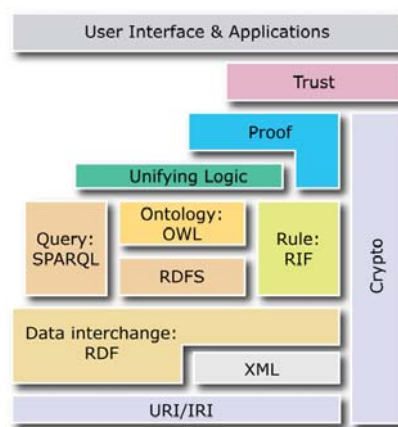 User Interface & Applications
Trust
Proof
Unifying Logic
Query:
SPARQL
Ontology:
OWL
RDFS
Rule:
RIF
Crypto
Data interchange:
RDF
XML
URI/IRI